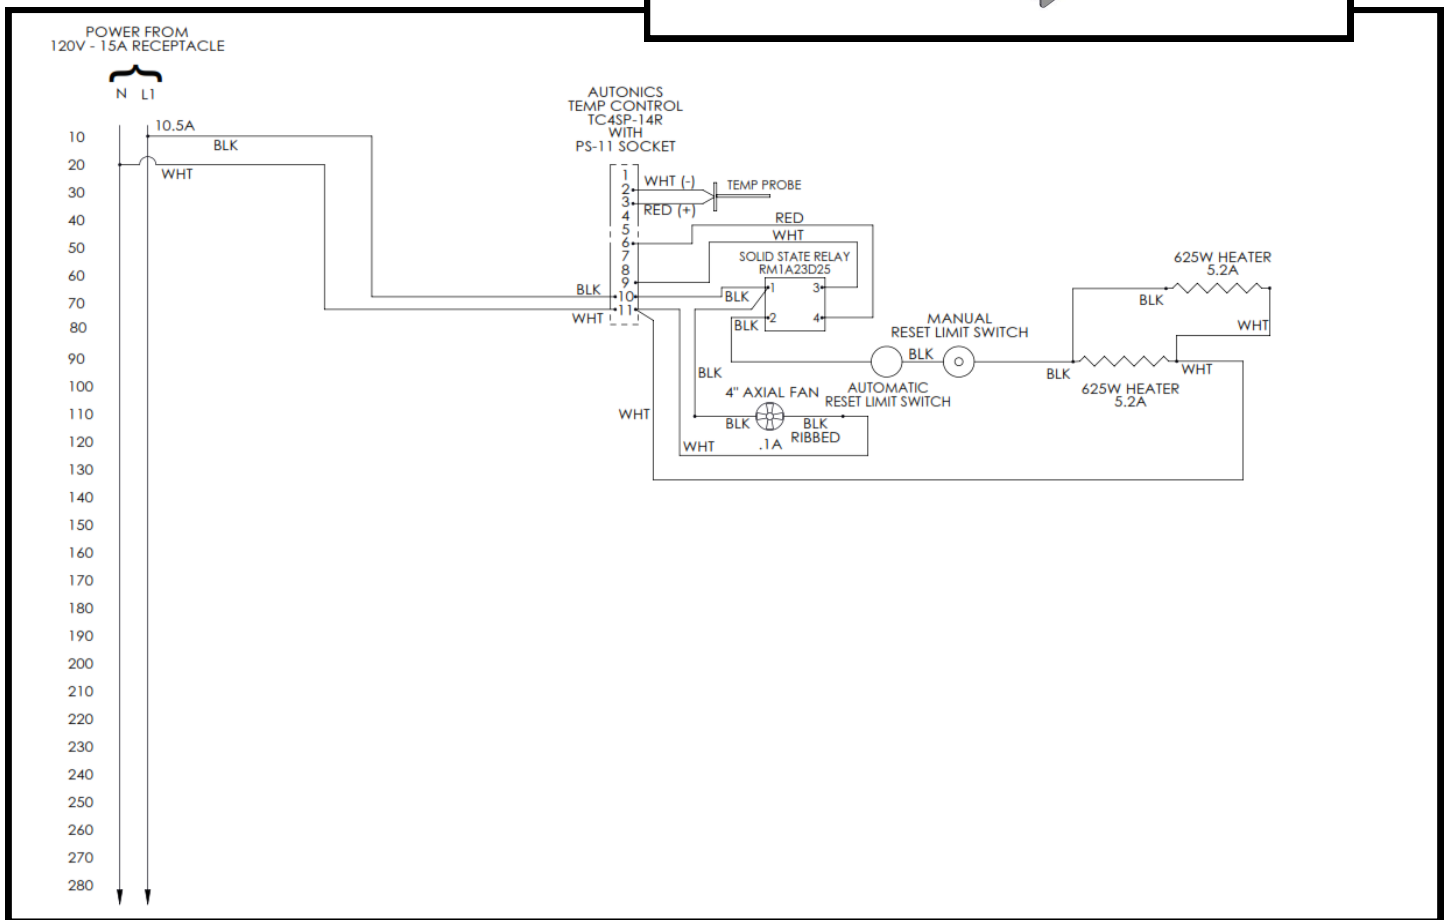 POWER FROM
120V - 15A RECEPTACLE
N L1
10.5A
BLK
WHT
10
20
30
40
50
60
70
80
90
100
110
120
130
140
150
160
170
180
190
200
210
220
230
240
250
260
270
280
AUTONICS
TEMP CONTROL
TC4SP-14R
WITH
PS-11 SOCKET
1
2
3
4
5
6
7
8
9
10
11
WHT (-)
RED (+)
TEMP PROBE
RED
WHT
SOLID STATE RELAY
RM1A23D25
1 3
2 4
BLK
WHT
BLK
BLK
BLK
MANUAL
RESET LIMIT SWITCH
BLK
AUTOMATIC
RESET LIMIT SWITCH
625W HEATER
5.2A
BLK
WHT
BLK
WHT
625W HEATER
5.2A
4" AXIAL FAN
BLK
BLK
RIBBED
.1A
WHT
WHT